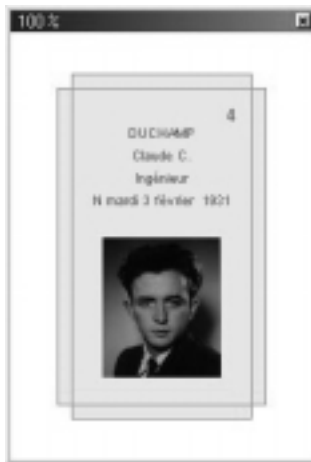 100 %
4
DUCHAMP
Claude C.
Ingénieur
N mardi 3 février 1931